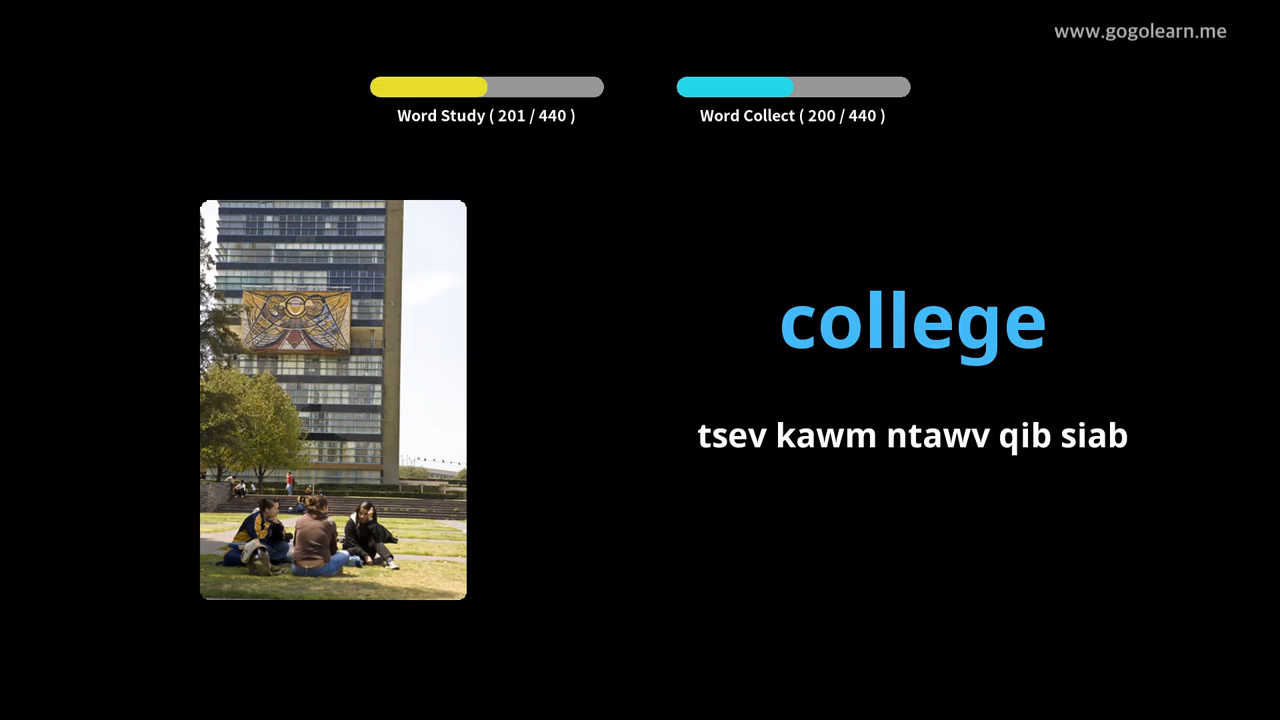 www.gogolearn.me
Word Study ( 201 / 440 )
Word Collect ( 200 / 440 )
college
tsev kawm ntawv qib siab